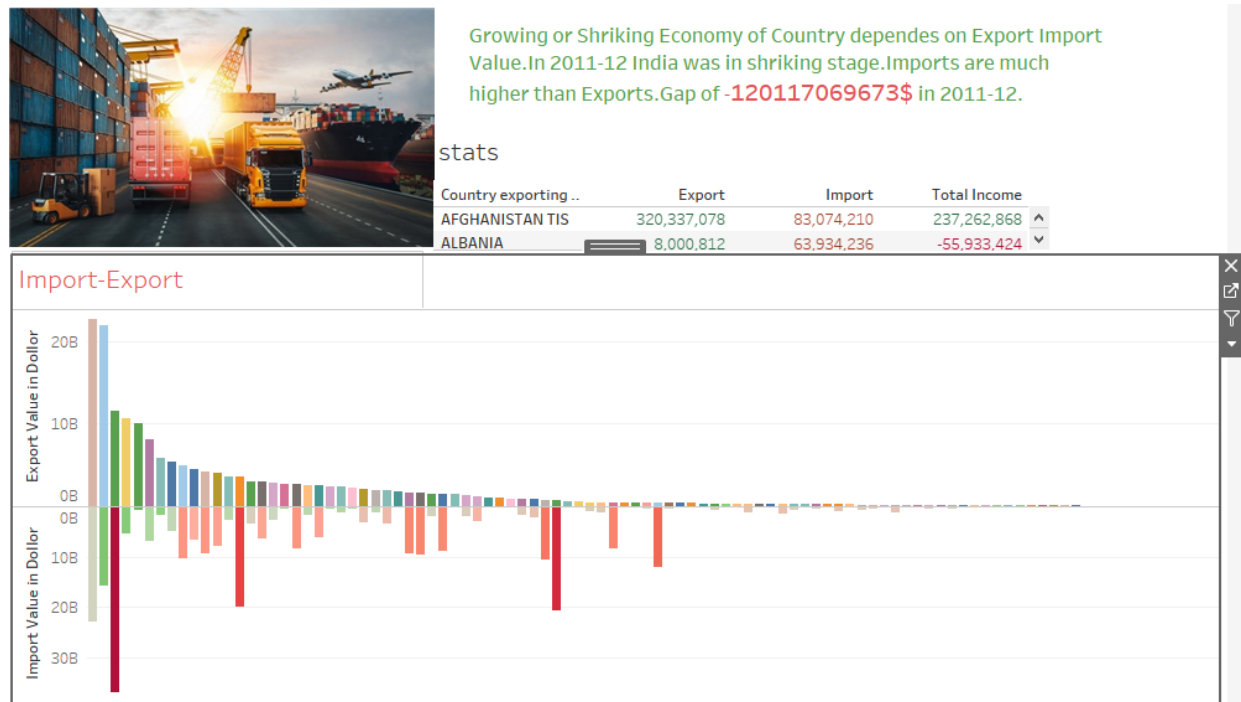 Growing or Shriking Economy of Country dependes on Export Import
Value.In 2011-12 India was in shriking stage.Imports are much
higher than Exports.Gap of -120117069673$ in 2011-12.
stats
Country exporting .. Export Import Total Income
AFGHANISTAN TIS 320,337,078 83,074,210 237,262,868
ALBANIA 8,000,812 63,934,236 -55,933,424
Import-Export
Export Value in Dollor
20B
10B
0B
Import Value in Dollor
0B
10B
20B
30B